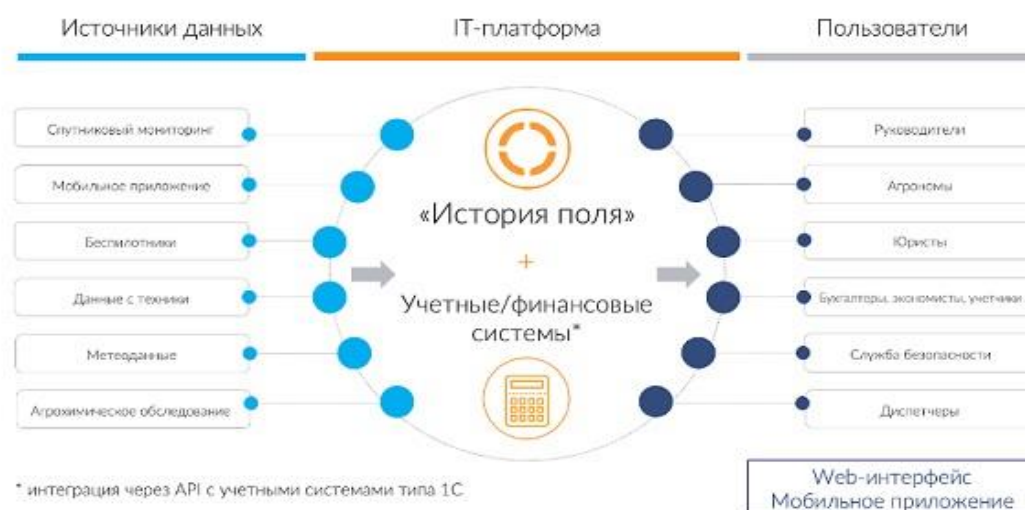 Источники данных
IT-платформа
Пользователи
Спутниковый мониторинг
Мобильное приложение
Беспилотники
Данные с техники
Метеоданные
Агрохимическое обследование
«История поля»
+
Учетные/финансовые
системы*
Руководители
Агрономы
Юристы
Бухгалтеры, экономисты, учетчики
Служба безопасности
Диспетчеры
* интеграция через API с учетными системами типа 1С
Web-интерфейс
Мобильное приложение